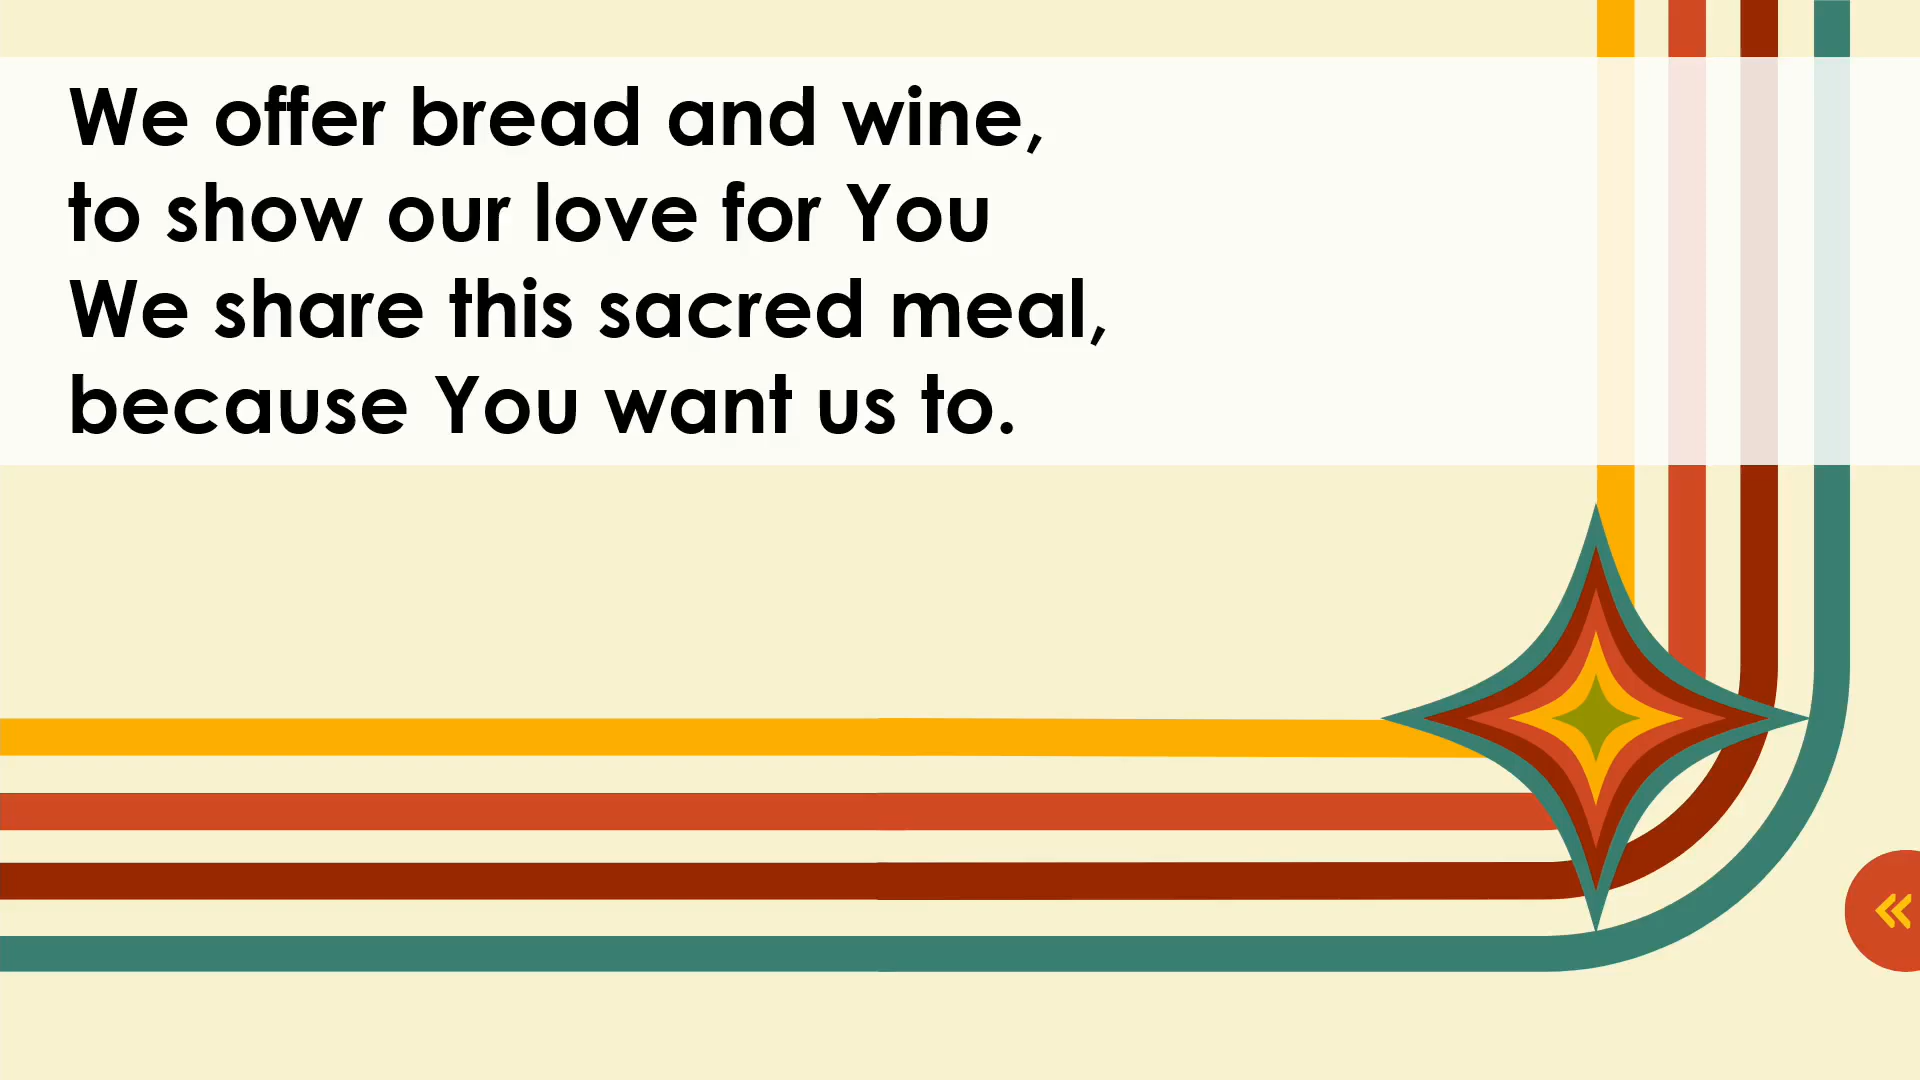 We offer bread and wine,
to show our love for You
We share this sacred meal,
because You want us to.